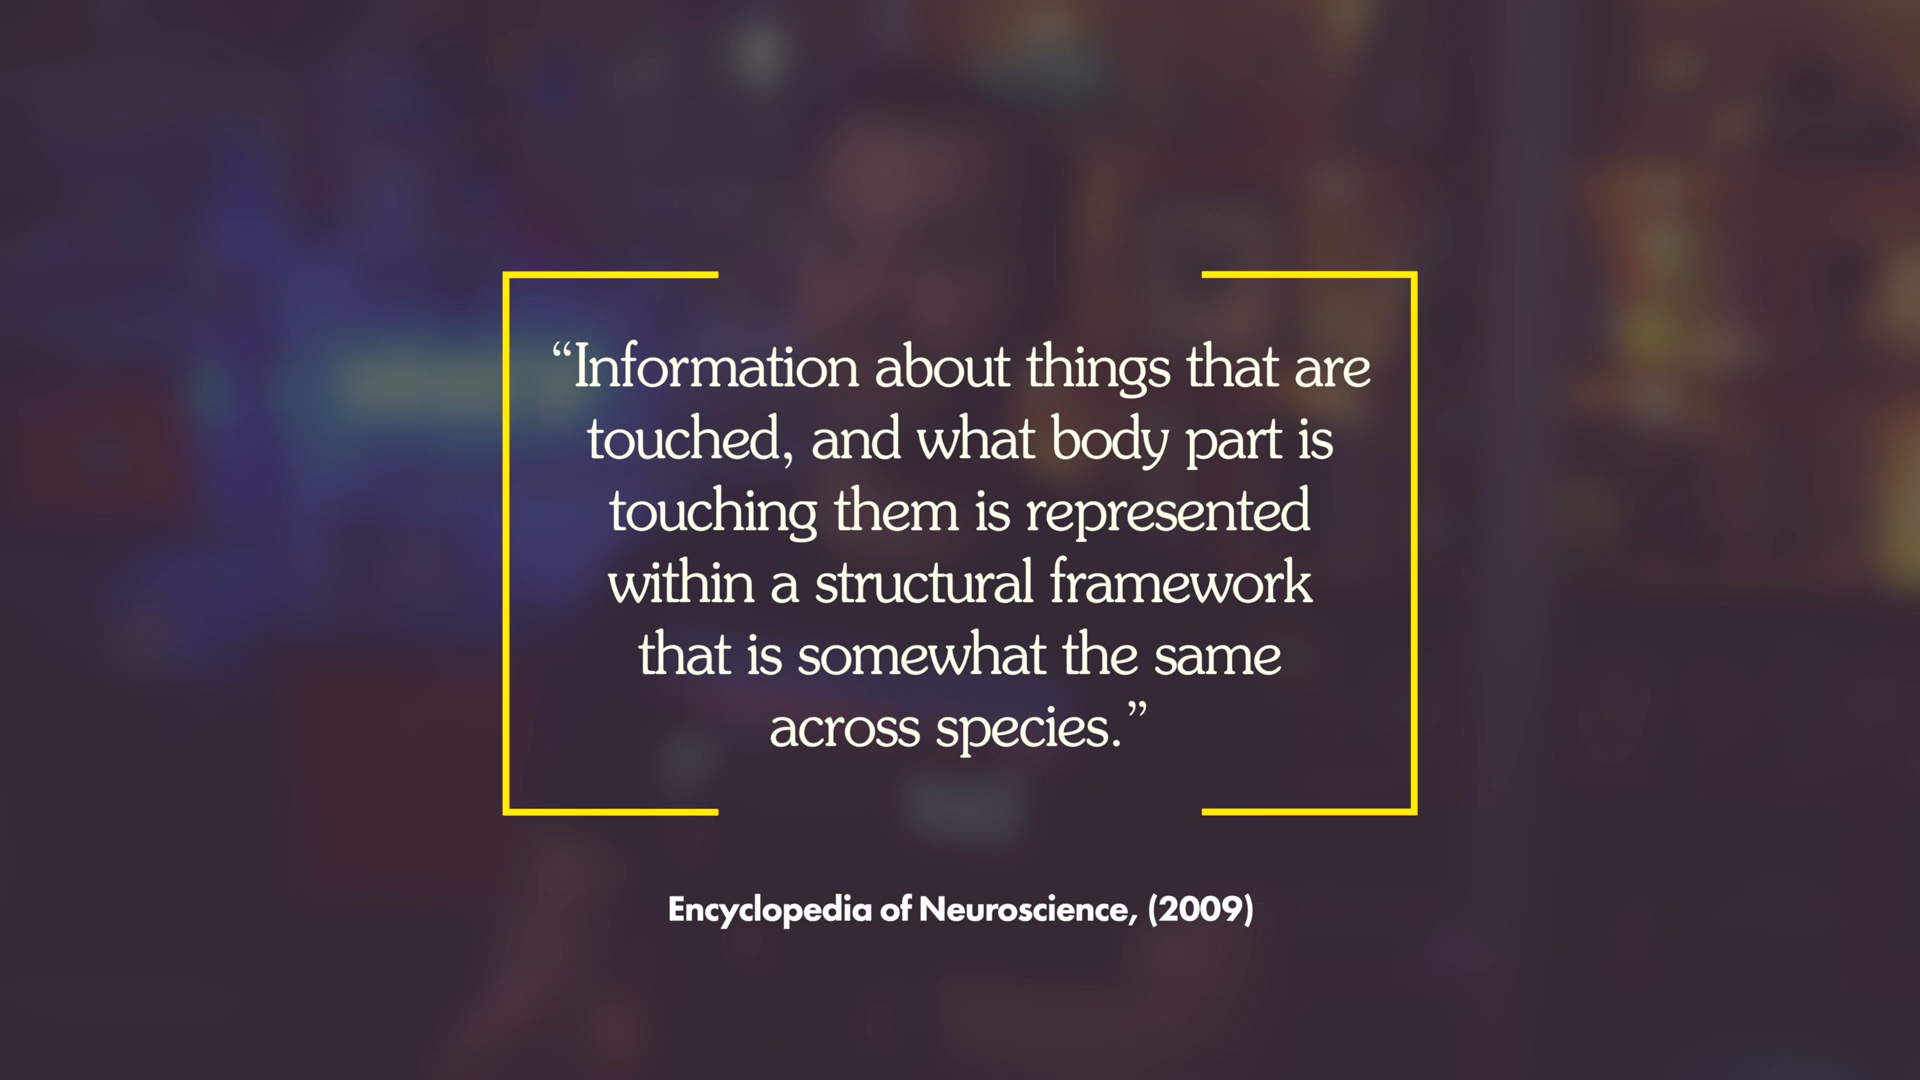 “Information about things that are
touched, and what body part is
touching them is represented
within a structural framework
that is somewhat the same
across species.”
Encyclopedia of Neuroscience, (2009)